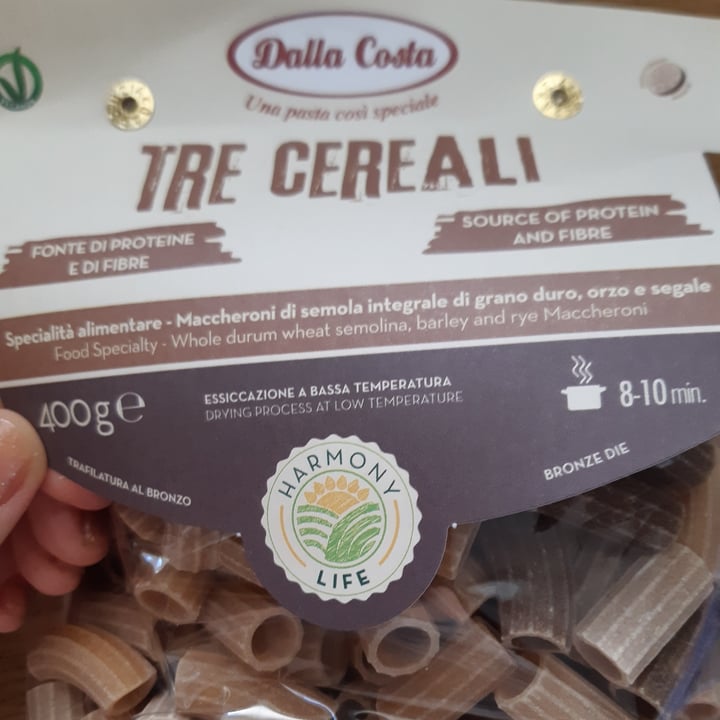 Dalla Costa
Una pasta così speciale
TRE CEREALI
FONTE DI PROTEINE
E DI FIBRE
SOURCE OF PROTEIN
AND FIBRE
Specialità alimentare - Maccheroni di semola integrale di grano duro, orzo e segale
Food Specialty - Whole durum wheat semolina, barley and rye Maccheroni
400g e
ESSICCAZIONE A BASSA TEMPERATURA
DRYING PROCESS AT LOW TEMPERATURE
8-10 min.
TRAFILATURA AL BRONZO
BRONZE DIE
HARMONY
LIFE